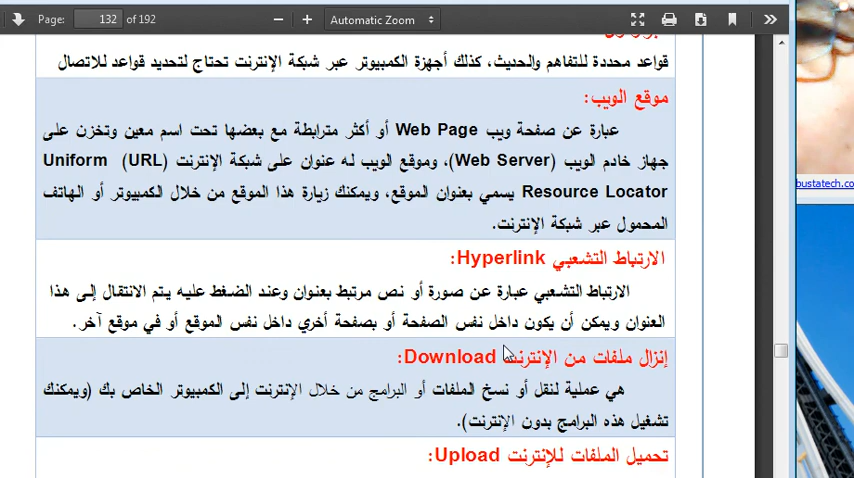 Page: 132 of 192 Automatic Zoom
قواعد محددة للتفاهم والحديث، كذلك أجهزة الكمبيوتر عبر شبكة الإنترنت تحتاج لتحديد قواعد للاتصال
موقع الويب:
عبارة عن صفحة ويب Web Page أو أكثر مترابطة مع بعضها تحت اسم معين وتخزن على
جهاز خادم الويب (Web Server)، وموقع الويب له عنوان على شبكة الإنترنت (URL) Uniform
Resource Locator يسمي بعنوان الموقع، ويمكنك زيارة هذا الموقع من خلال الكمبيوتر أو الهاتف
المحمول عبر شبكة الإنترنت.
الارتباط التشعبي Hyperlink:
الارتباط التشعبي عبارة عن صورة أو نص مرتبط بعنوان وعند الضغط عليه يتم الانتقال إلى هذا
العنوان ويمكن أن يكون داخل نفس الصفحة أو بصفحة أخري داخل نفس الموقع أو في موقع آخر.
إنزال ملفات من الإنترنت Download:
هي عملية لنقل أو نسخ الملفات أو البرامج من خلال الإنترنت إلى الكمبيوتر الخاص بك (ويمكنك
تشغيل هذه البرامج بدون الإنترنت).
تحميل الملفات للإنترنت Upload:
bustatech.co